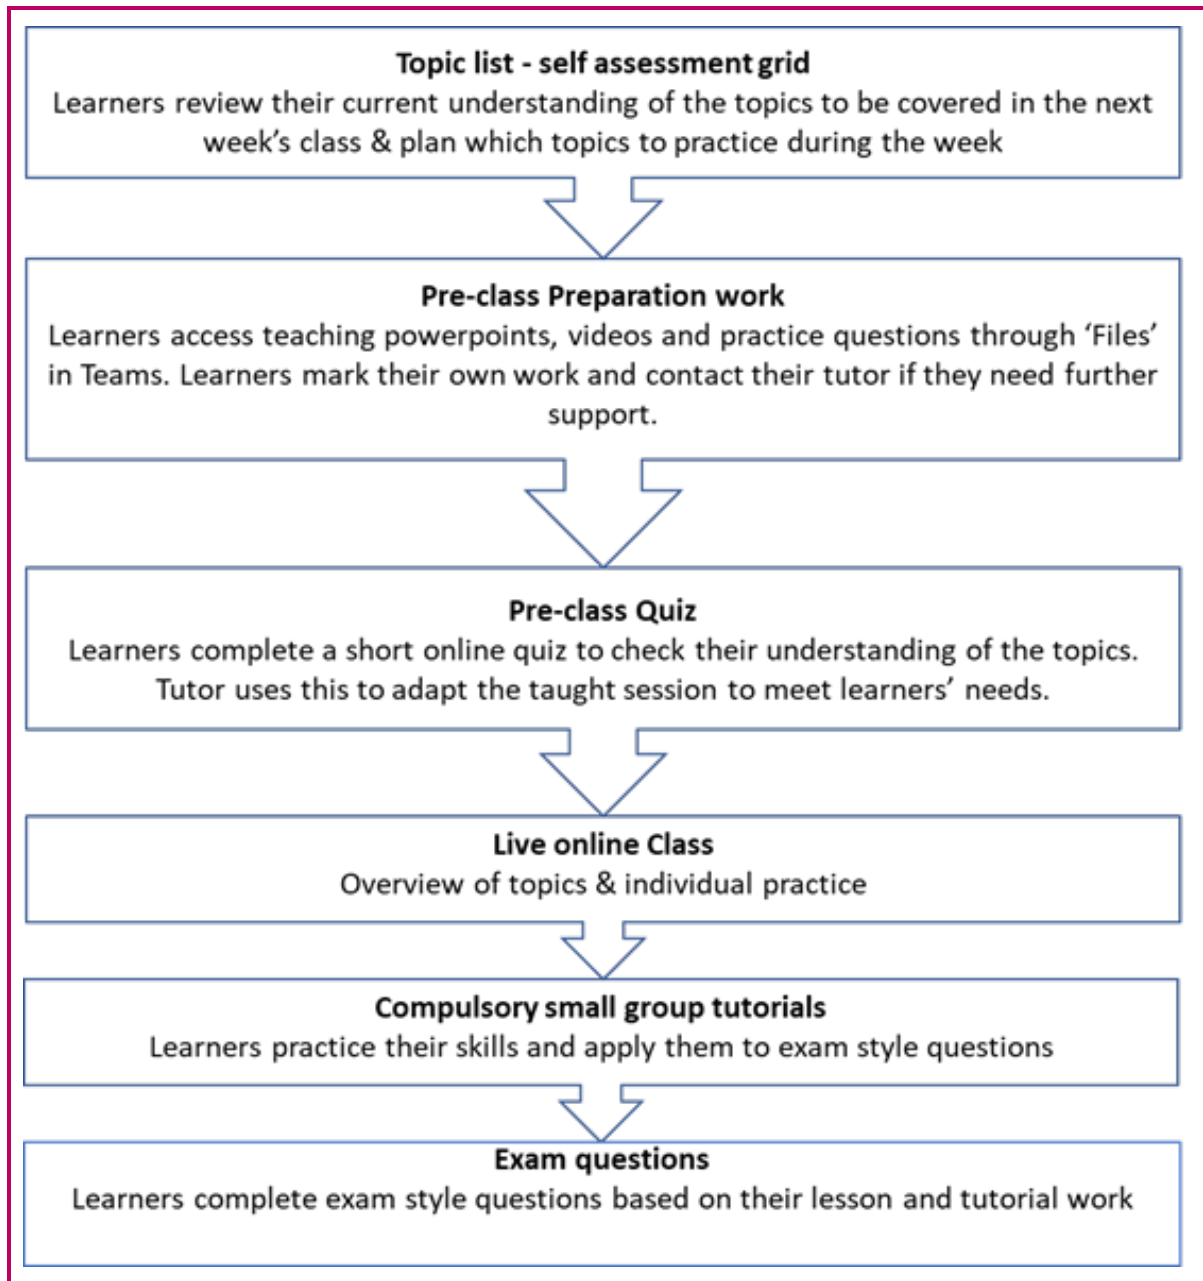 Topic list - self assessment grid
Learners review their current understanding of the topics to be covered in the next
week's class & plan which topics to practice during the week
Pre-class Preparation work
Learners access teaching powerpoints, videos and practice questions through ‘Files’
in Teams. Learners mark their own work and contact their tutor if they need further
support.
Pre-class Quiz
Learners complete a short online quiz to check their understanding of the topics.
Tutor uses this to adapt the taught session to meet learners’ needs.
Live online Class
Overview of topics & individual practice
Compulsory small group tutorials
Learners practice their skills and apply them to exam style questions
Exam questions
Learners complete exam style questions based on their lesson and tutorial work